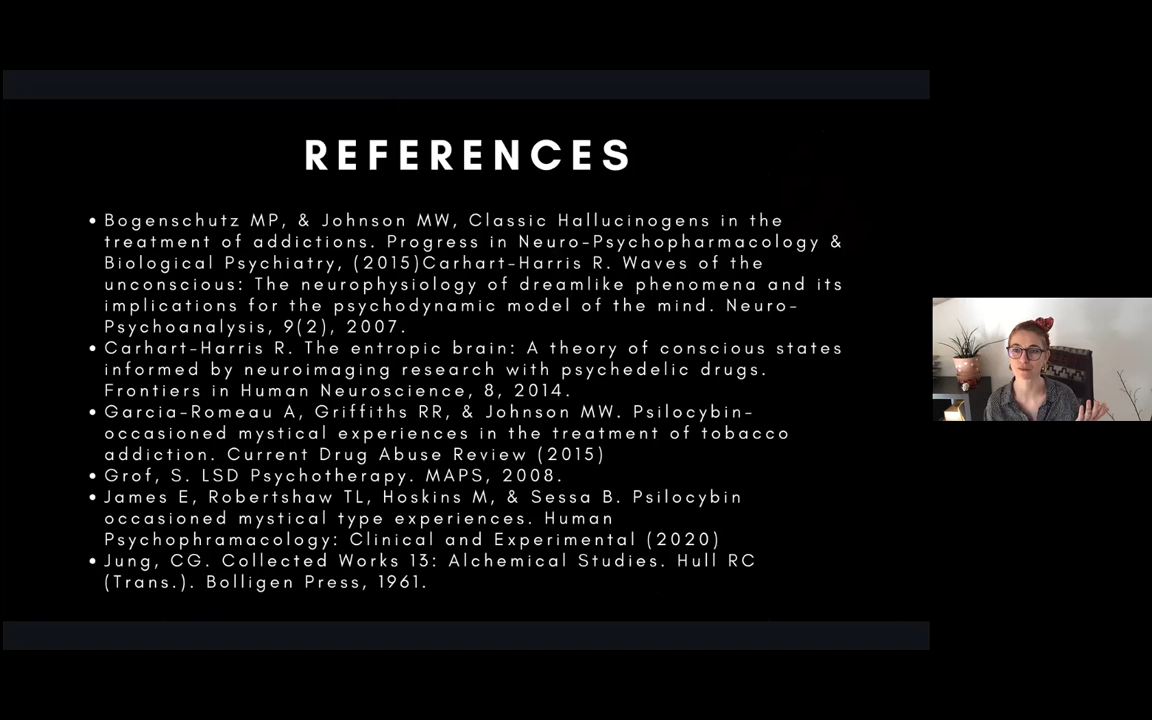 REFERENCES
• Bogenschutz MP, & Johnson MW, Classic Hallucinogens in the
treatment of addictions. Progress in Neuro-Psychopharmacology &
Biological Psychiatry, (2015)Carhart-Harris R. Waves of the
unconscious: The neurophysiology of dreamlike phenomena and its
implications for the psychodynamic model of the mind. Neuro-
Psychoanalysis, 9(2), 2007.
• Carhart-Harris R. The entropic brain: A theory of conscious states
informed by neuroimaging research with psychedelic drugs.
Frontiers in Human Neuroscience, 8, 2014.
• Garcia-Romeau A, Griffiths RR, & Johnson MW. Psilocybin-
occasioned mystical experiences in the treatment of tobacco
addiction. Current Drug Abuse Review (2015)
• Grof, S. LSD Psychotherapy. MAPS, 2008.
• James E, Robertshaw TL, Hoskins M, & Sessa B. Psilocybin
occasioned mystical type experiences. Human
Psychophramacology: Clinical and Experimental (2020)
• Jung, CG. Collected Works 13: Alchemical Studies. Hull RC
(Trans.). Bolligen Press, 1961.